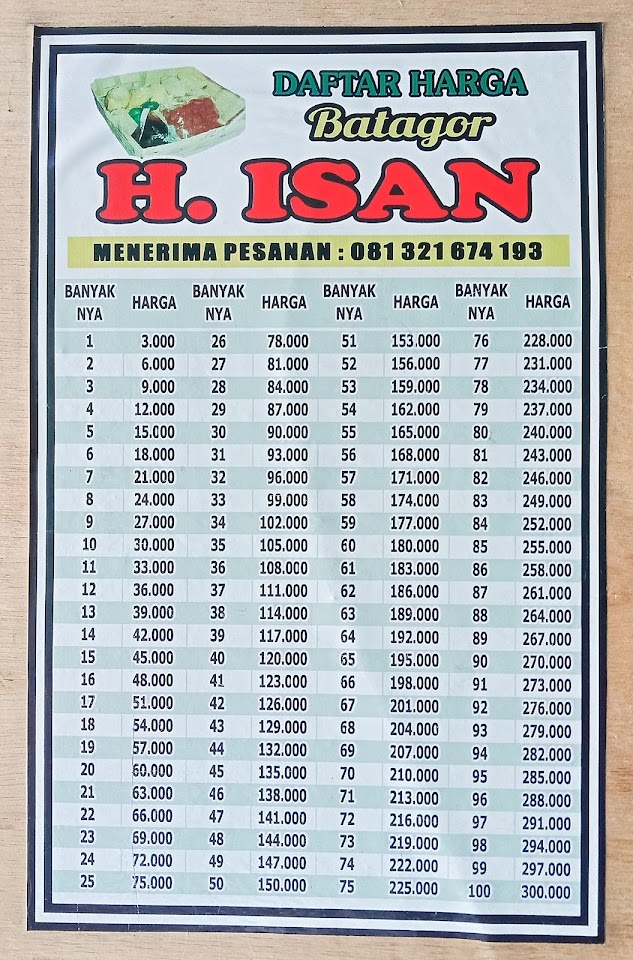 DAFTAR HARGA
Batagor
H. ISAN
MENERIMA PESANAN : 081 321 674 193
BANYAK NYA HARGA BANYAK NYA HARGA BANYAK NYA HARGA BANYAK NYA HARGA
1 3.000 26 78.000 51 153.000 76 228.000
2 6.000 27 81.000 52 156.000 77 231.000
3 9.000 28 84.000 53 159.000 78 234.000
4 12.000 29 87.000 54 162.000 79 237.000
5 15.000 30 90.000 55 165.000 80 240.000
6 18.000 31 93.000 56 168.000 81 243.000
7 21.000 32 96.000 57 171.000 82 246.000
8 24.000 33 99.000 58 174.000 83 249.000
9 27.000 34 102.000 59 177.000 84 252.000
10 30.000 35 105.000 60 180.000 85 255.000
11 33.000 36 108.000 61 183.000 86 258.000
12 36.000 37 111.000 62 186.000 87 261.000
13 39.000 38 114.000 63 189.000 88 264.000
14 42.000 39 117.000 64 192.000 89 267.000
15 45.000 40 120.000 65 195.000 90 270.000
16 48.000 41 123.000 66 198.000 91 273.000
17 51.000 42 126.000 67 201.000 92 276.000
18 54.000 43 129.000 68 204.000 93 279.000
19 57.000 44 132.000 69 207.000 94 282.000
20 60.000 45 135.000 70 210.000 95 285.000
21 63.000 46 138.000 71 213.000 96 288.000
22 66.000 47 141.000 72 216.000 97 291.000
23 69.000 48 144.000 73 219.000 98 294.000
24 72.000 49 147.000 74 222.000 99 297.000
25 75.000 50 150.000 75 225.000 100 300.000